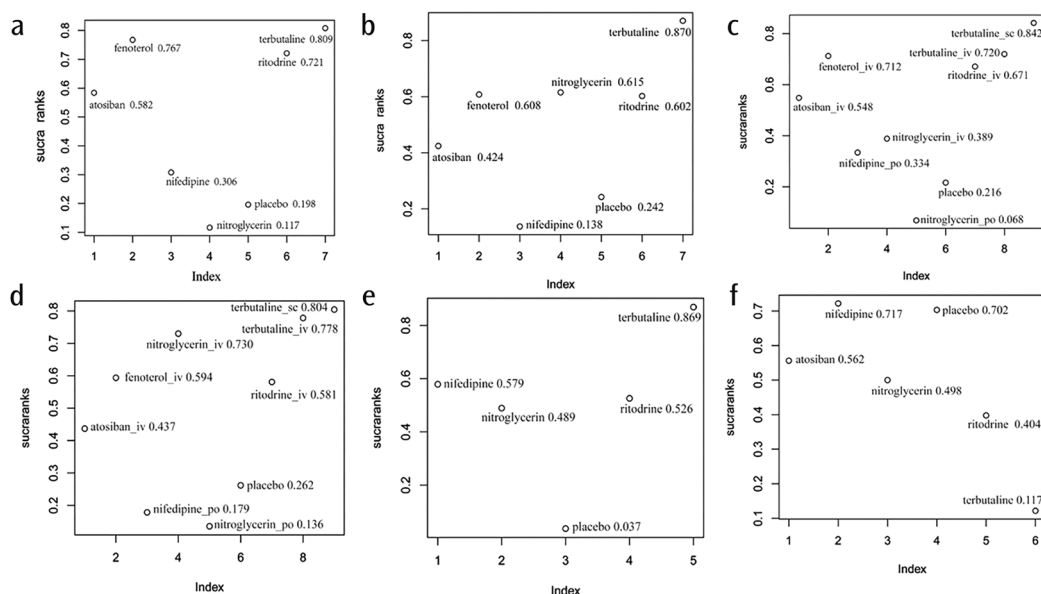 a
sucra ranks
0.8
0.7
0.6
0.5
0.4
0.3
0.2
0.1
fenoterol 0.767
terbutaline 0.809
ritodrine 0.721
atosiban 0.582
nifedipine 0.306
placebo 0.198
nitroglycerin 0.117
1 2 3 4 5 6 7
Index
b
sucra ranks
0.8
0.6
0.4
0.2
terbutaline 0.870
nitroglycerin 0.615
fenoterol 0.608
ritodrine 0.602
atosiban 0.424
placebo 0.242
nifedipine 0.138
1 2 3 4 5 6 7
Index
c
sucraranks
0.8
0.6
0.4
0.2
terbutaline_sc 0.842
terbutaline_iv 0.720
fenoterol_iv 0.712
ritodrine_iv 0.671
atosiban_iv 0.548
nitroglycerin_iv 0.389
nifedipine_po 0.334
placebo 0.216
nitroglycerin_po 0.068
2 4 6 8
Index
d
sucraranks
0.8
0.7
0.6
0.5
0.4
0.3
0.2
terbutaline_sc 0.804
terbutaline_iv 0.778
nitroglycerin_iv 0.730
fenoterol_iv 0.594
ritodrine_iv 0.581
atosiban_iv 0.437
placebo 0.262
nifedipine_po 0.179
nitroglycerin_po 0.136
2 4 6 8
Index
e
sucraranks
0.8
0.6
0.4
0.2
terbutaline 0.869
nifedipine 0.579
nitroglycerin 0.489
ritodrine 0.526
placebo 0.037
1 2 3 4 5
Index
f
sucraranks
0.7
0.6
0.5
0.4
0.3
0.2
0.1
nifedipine 0.717
placebo 0.702
atosiban 0.562
nitroglycerin 0.498
ritodrine 0.404
terbutaline 0.117
1 2 3 4 5 6
Index